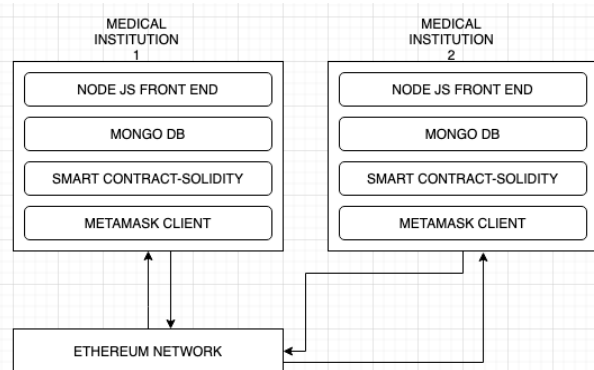 MEDICAL
INSTITUTION
1
NODE JS FRONT END
MONGO DB
SMART CONTRACT-SOLIDITY
METAMASK CLIENT
MEDICAL
INSTITUTION
2
NODE JS FRONT END
MONGO DB
SMART CONTRACT-SOLIDITY
METAMASK CLIENT
ETHEREUM NETWORK